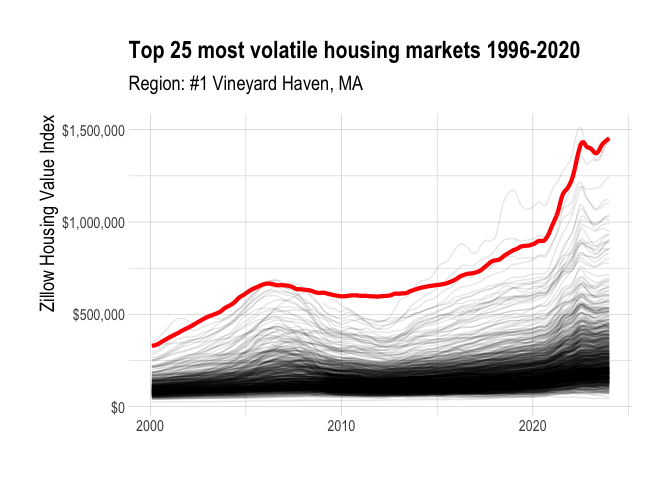 Top 25 most volatile housing markets 1996-2020
Region: #1 Vineyard Haven, MA
Zillow Housing Value Index
$1,500,000
$1,000,000
$500,000
$0
2000
2010
2020